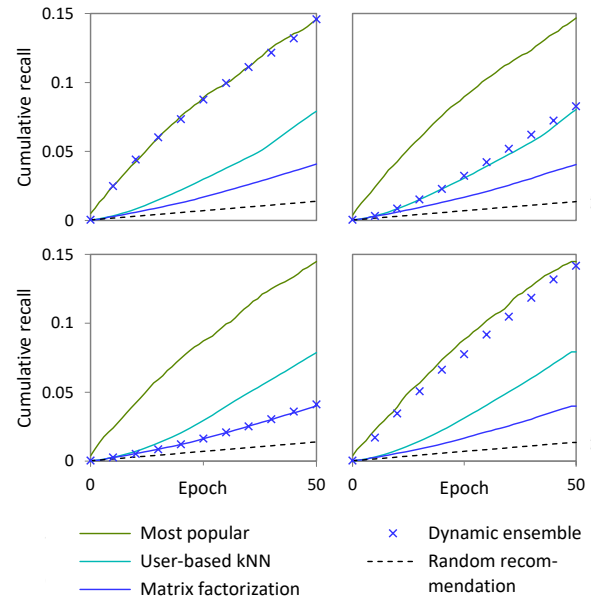 0.15
0.1
0.05
0
Cumulative recall
0.15
0.1
0.05
0
Cumulative recall
0
Epoch
50
0
Epoch
50
Most popular
User-based kNN
Matrix factorization
Dynamic ensemble
Random recom-
mendation